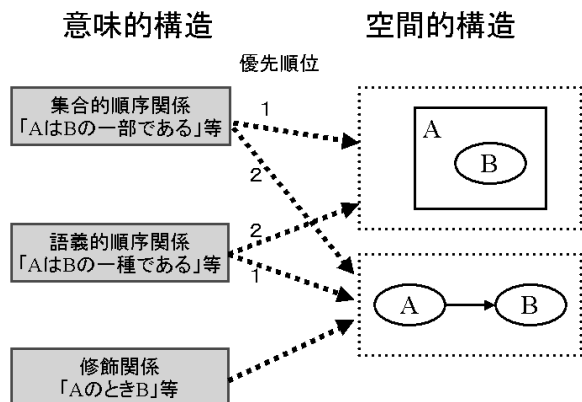 意味的構造
空間的構造
優先順位
集合的順序関係
「AはBの一部である」等
1
2
A
B
語義的順序関係
「AはBの一種である」等
2
1
A
B
修飾関係
「AのときB」等